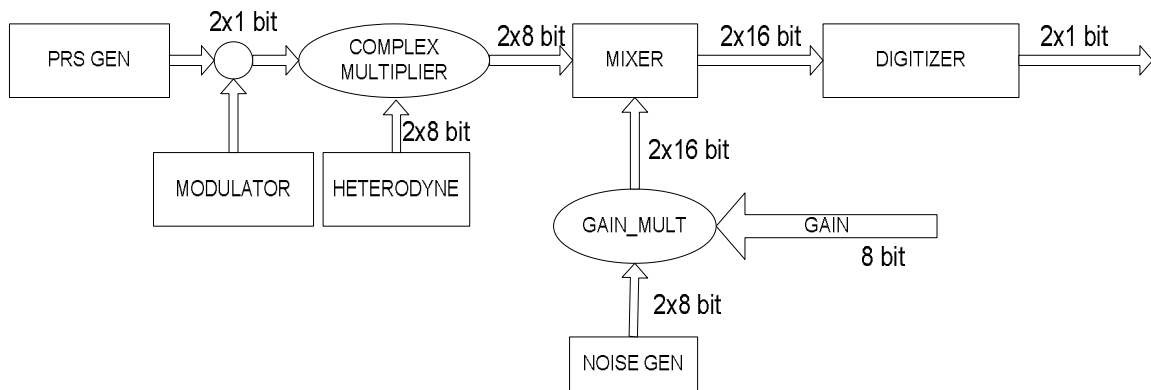 2x1 bit
PRS GEN
COMPLEX
MULTIPLIER
2x8 bit
MIXER
2x16 bit
DIGITIZER
2x1 bit
2x8 bit
MODULATOR
HETERODYNE
2x16 bit
GAIN_MULT
GAIN
8 bit
2x8 bit
NOISE GEN